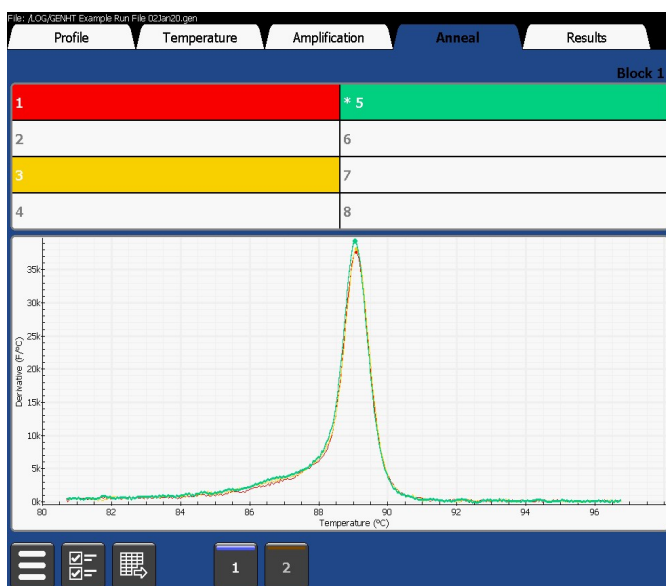 File: /LOG/GENHT Example Run File 02Jan20.gen
Profile Temperature Amplification Anneal Results
Block 1
1 * 5
2 6
3 7
4 8
35k
30k
25k
20k
15k
10k
5k
0k
Derivative (F/ºC)
80 82 84 86 88 90 92 94 96
Temperature (ºC)
1 2